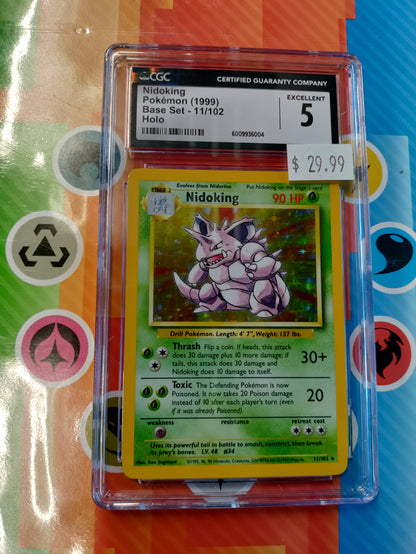 CGC
CERTIFIED GUARANTY COMPANY
Nidoking
Pokémon (1999)
Base Set - 11/102
Holo
EXCELLENT
5
6009936004
$ 29.99
STAGE 2
Evolves from Nidorino
Put Nidoking on the Stage 1 card
Nidoking
90 HP
Drill Pokémon. Length: 4' 7", Weight: 137 lbs.
Thrash Flip a coin. If heads, this attack
does 30 damage plus 10 more damage; if
tails, this attack does 30 damage and
Nidoking does 10 damage to itself.
30+
Toxic The Defending Pokémon is now
Poisoned. It now takes 20 Poison damage
instead of 10 after each player's turn (even
if it was already Poisoned).
20
weakness
resistance
retreat cost
Uses its powerful tail in battle to smash, constrict, then break
its prey's bones. LV. 48 #34
Illus. Ken Sugimori
11/102